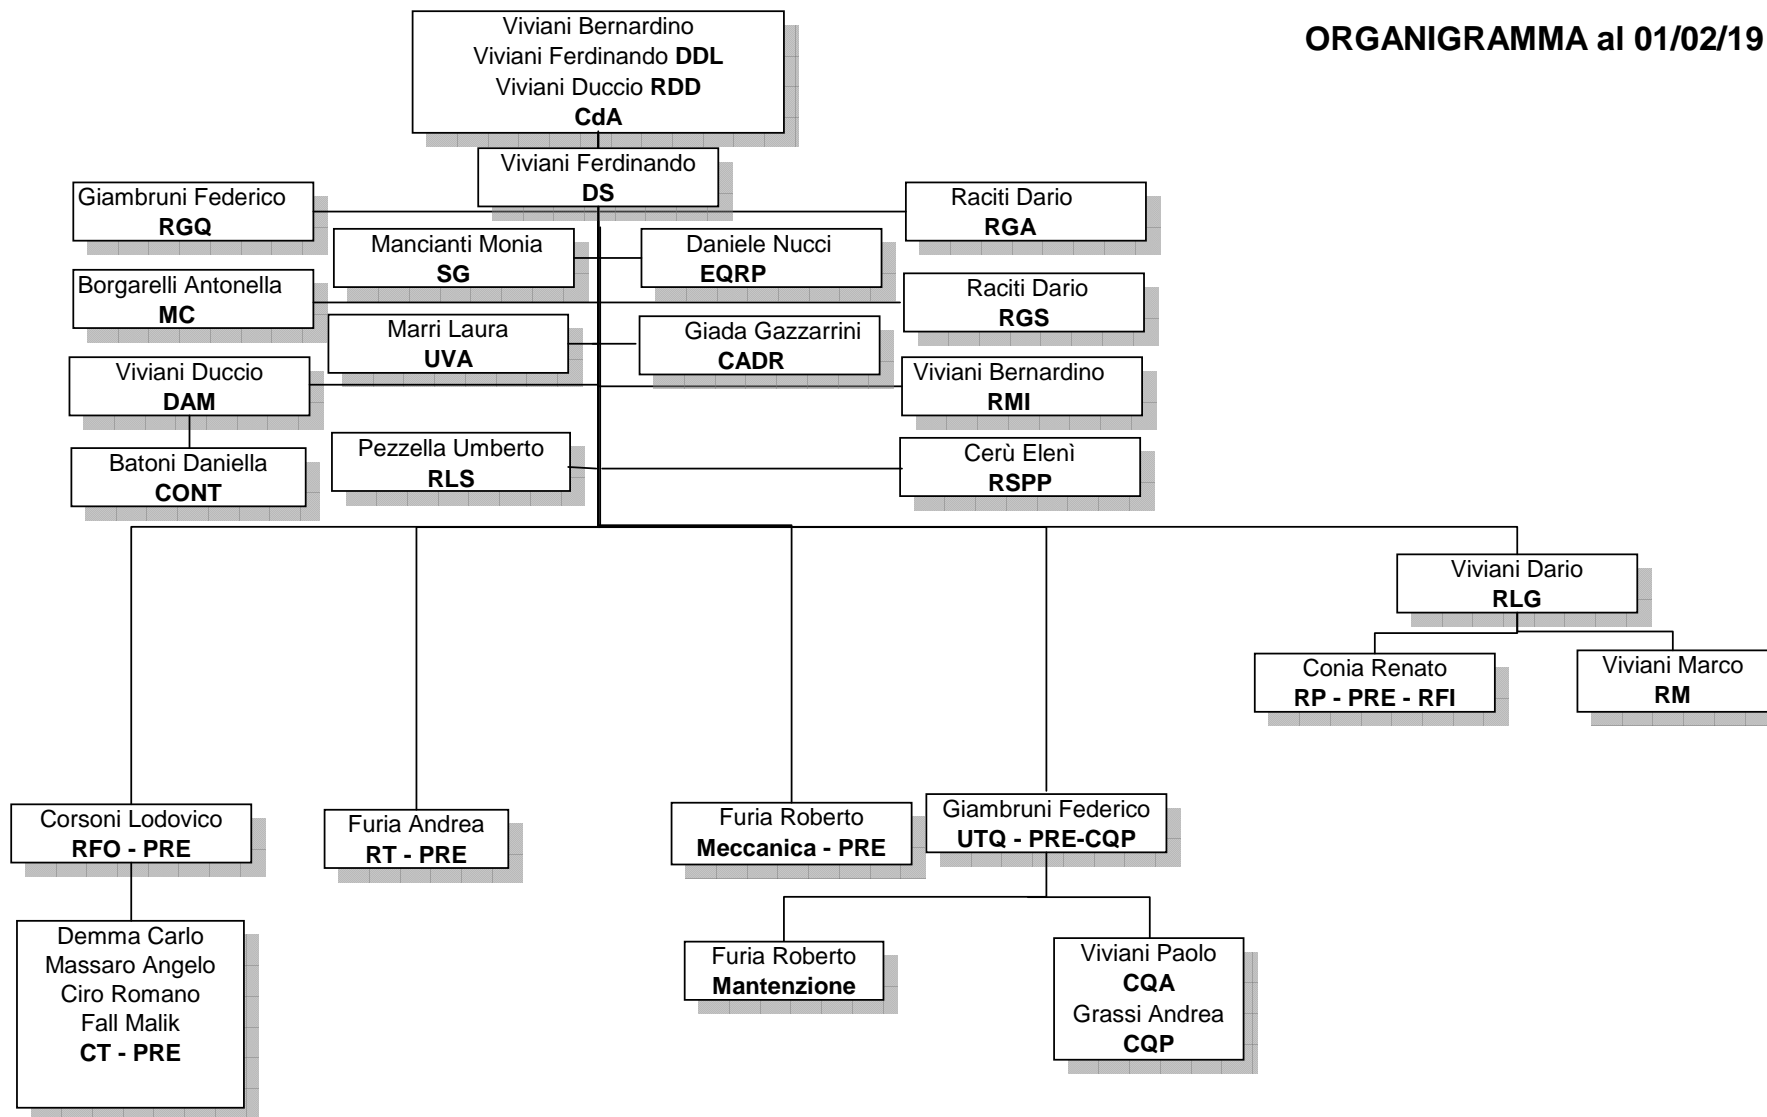 ORGANIGRAMMA al 01/02/19
Viviani Bernardino
Viviani Ferdinando DDL
Viviani Duccio RDD
CdA
Viviani Ferdinando
DS
Giambruni Federico
RGQ
Raciti Dario
RGA
Mancianti Monia
SG
Daniele Nucci
EQRP
Borgarelli Antonella
MC
Raciti Dario
RGS
Marri Laura
UVA
Giada Gazzarrini
CADR
Viviani Duccio
DAM
Viviani Bernardino
RMI
Batoni Daniella
CONT
Pezzella Umberto
RLS
Cerù Elenì
RSPP
Viviani Dario
RLG
Conia Renato
RP - PRE - RFI
Viviani Marco
RM
Corsoni Lodovico
RFO - PRE
Furia Andrea
RT - PRE
Furia Roberto
Meccanica - PRE
Giambruni Federico
UTQ - PRE-CQP
Demma Carlo
Massaro Angelo
Ciro Romano
Fall Malik
CT - PRE
Furia Roberto
Mantenzione
Viviani Paolo
CQA
Grassi Andrea
CQP